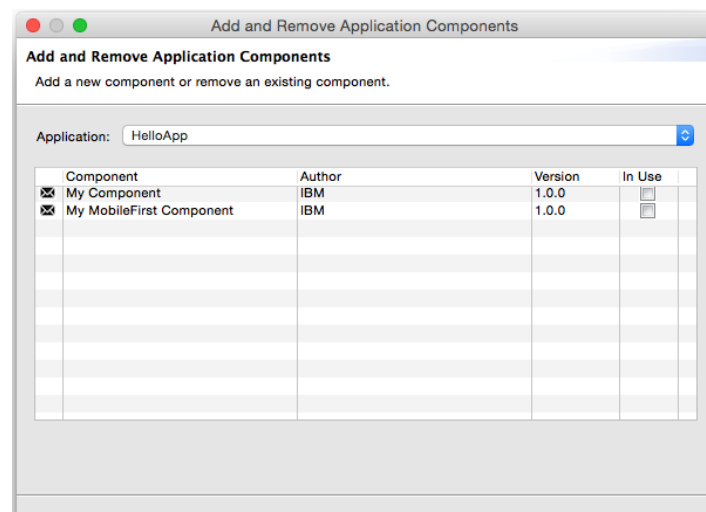 Add and Remove Application Components
Add and Remove Application Components
Add a new component or remove an existing component.
Application: HelloApp
Component Author Version In Use
My Component IBM 1.0.0
My MobileFirst Component IBM 1.0.0